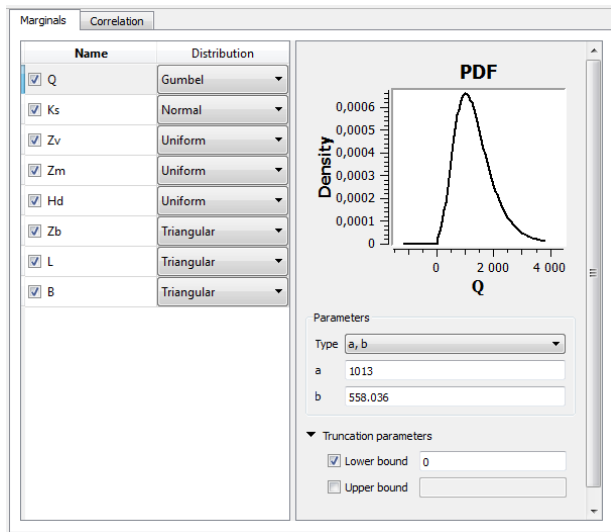 Marginals Correlation
Name Distribution
Q Gumbel
Ks Normal
Zv Uniform
Zm Uniform
Hd Uniform
Zb Triangular
L Triangular
B Triangular
PDF
Density
0,0006
0,0005
0,0004
0,0003
0,0002
0,0001
0
0 2 000 4 000
Q
Parameters
Type a, b
a 1013
b 558.036
Truncation parameters
Lower bound 0
Upper bound